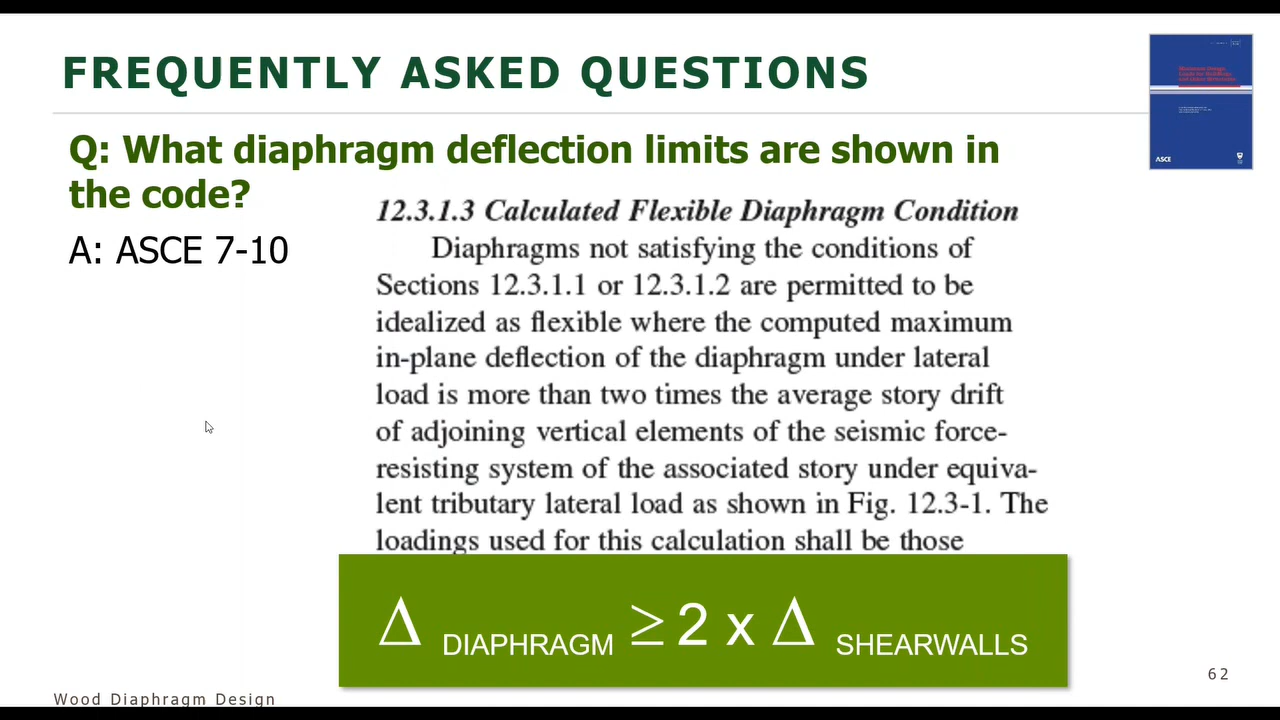 FREQUENTLY ASKED QUESTIONS
Q: What diaphragm deflection limits are shown in
the code?
A: ASCE 7-10
12.3.1.3 Calculated Flexible Diaphragm Condition
Diaphragms not satisfying the conditions of
Sections 12.3.1.1 or 12.3.1.2 are permitted to be
idealized as flexible where the computed maximum
in-plane deflection of the diaphragm under lateral
load is more than two times the average story drift
of adjoining vertical elements of the seismic force-
resisting system of the associated story under equiva-
lent tributary lateral load as shown in Fig. 12.3-1. The
loadings used for this calculation shall be those
Δ DIAPHRAGM ≥ 2 x Δ SHEARWALLS
ASCE
62
Wood Diaphragm Design